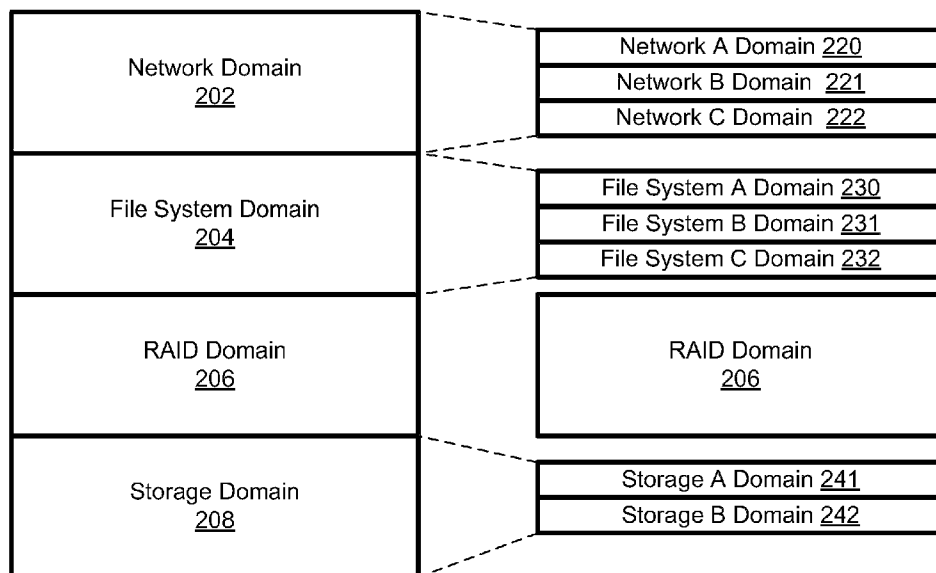 Network Domain
202
File System Domain
204
RAID Domain
206
Storage Domain
208
Network A Domain 220
Network B Domain 221
Network C Domain 222
File System A Domain 230
File System B Domain 231
File System C Domain 232
RAID Domain
206
Storage A Domain 241
Storage B Domain 242